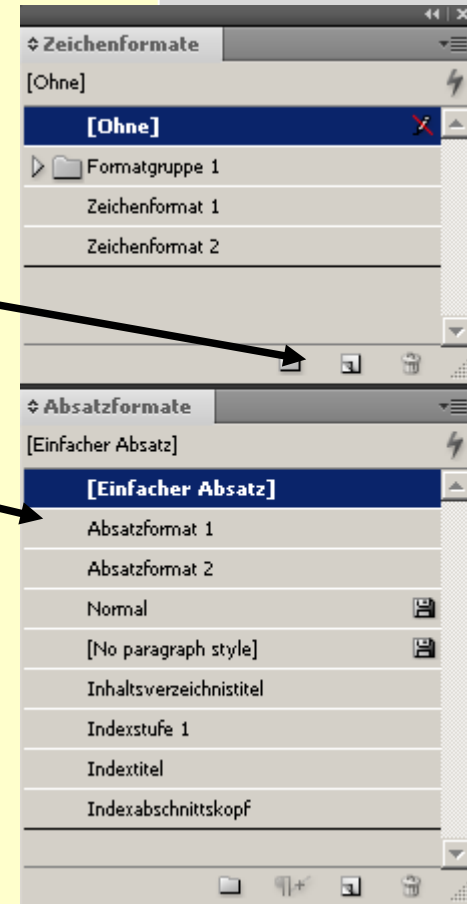 Zeichenformate
[Ohne]
[Ohne]
Formatgruppe 1
Zeichenformat 1
Zeichenformat 2
Absatzformate
[Einfacher Absatz]
[Einfacher Absatz]
Absatzformat 1
Absatzformat 2
Normal
[No paragraph style]
Inhaltsverzeichnistitel
Indexstufe 1
Indextitel
Indexabschnittskopf